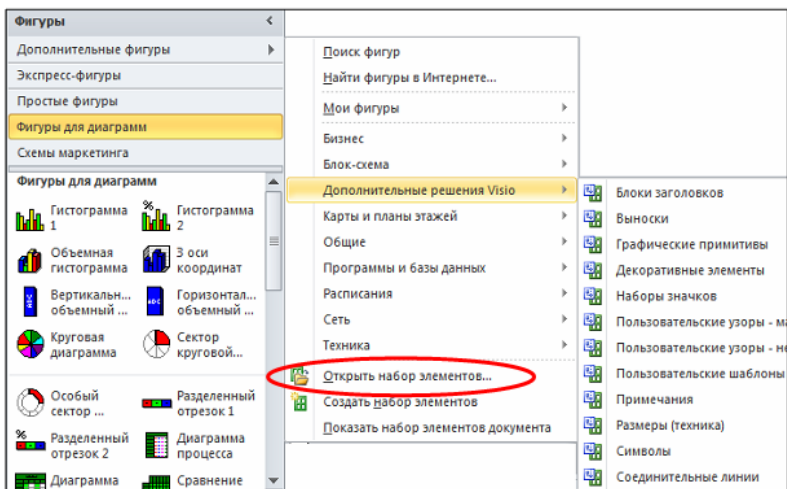 Фигуры
Дополнительные фигуры
Экспресс-фигуры
Простые фигуры
Фигуры для диаграмм
Схемы маркетинга
Фигуры для диаграмм
Гистограмма
1
%
Гистограмма
2
Объемная
гистограмма
3 оси
координат
Вертикальн...
объемный ...
Горизонтал...
объемный ...
Круговая
диаграмма
Сектор
круговой...
Особый
сектор ...
Разделенный
отрезок 1
%
Разделенный
отрезок 2
Диаграмма
процесса
Диаграмма
Сравнение
Поиск фигур
Найти фигуры в Интернете...
Мои фигуры
Бизнес
Блок-схема
Дополнительные решения Visio
Карты и планы этажей
Общие
Программы и базы данных
Расписания
Сеть
Техника
Открыть набор элементов...
Создать набор элементов
Показать набор элементов документа
Блоки заголовков
Выноски
Графические примитивы
Декоративные элементы
Наборы значков
Пользовательские узоры - ма
Пользовательские узоры - не
Пользовательские шаблоны
Примечания
Размеры (техника)
Символы
Соединительные линии